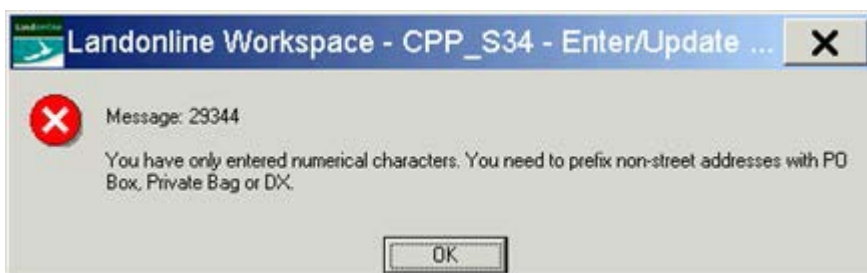 Landonline
Landonline Workspace - CPP_S34 - Enter/Update ...
Message: 29344
You have only entered numerical characters. You need to prefix non-street addresses with PO
Box, Private Bag or DX.
OK